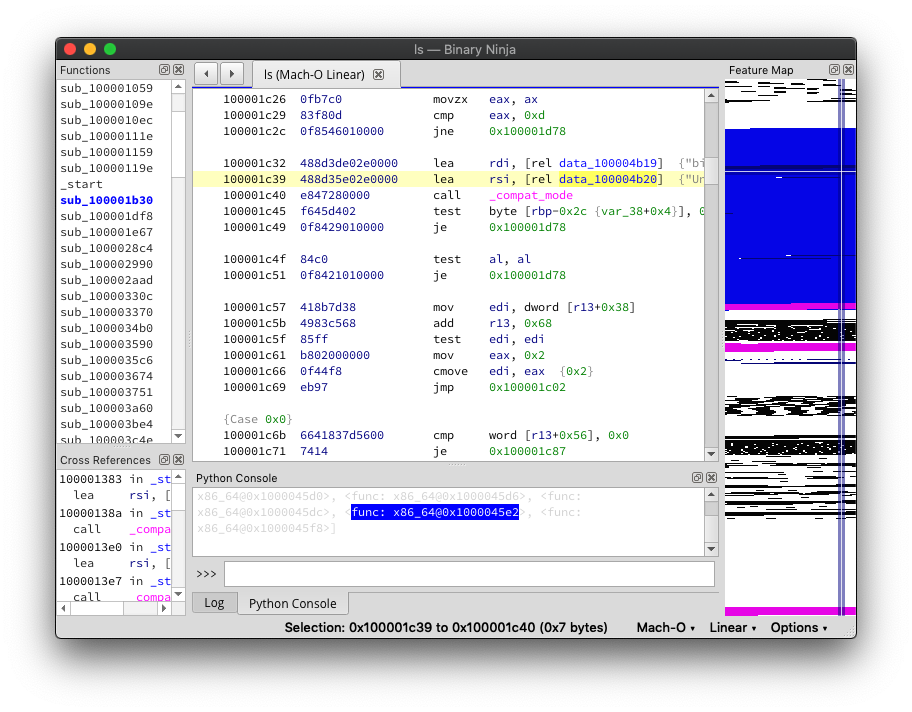 ls — Binary Ninja
Functions
sub_100001059
sub_10000109e
sub_1000010ec
sub_10000111e
sub_100001159
sub_10000119e
_start
sub_100001b30
sub_100001df8
sub_100001e67
sub_1000028c4
sub_100002990
sub_100002aad
sub_10000330c
sub_100003370
sub_1000034b0
sub_100003590
sub_1000035c6
sub_100003674
sub_100003751
sub_100003a60
sub_100003be4
sub_100003c4e
Cross References
100001383 in _st
lea rsi, [
10000138a in _st
call _compa
1000013e0 in _st
lea rsi, [
1000013e7 in _st
call _compa
ls (Mach-O Linear)
100001c26 0fb7c0 movzx eax, ax
100001c29 83f80d cmp eax, 0xd
100001c2c 0f8546010000 jne 0x100001d78
100001c32 488d3de02e0000 lea rdi, [rel data_100004b19] {"bi
100001c39 488d35e02e0000 lea rsi, [rel data_100004b20] {"Un
100001c40 e847280000 call _compat_mode
100001c45 f645d402 test byte [rbp-0x2c {var_38+0x4}], 0
100001c49 0f8429010000 je 0x100001d78
100001c4f 84c0 test al, al
100001c51 0f8421010000 je 0x100001d78
100001c57 418b7d38 mov edi, dword [r13+0x38]
100001c5b 4983c568 add r13, 0x68
100001c5f 85ff test edi, edi
100001c61 b802000000 mov eax, 0x2
100001c66 0f44f8 cmove edi, eax {0x2}
100001c69 eb97 jmp 0x100001c02
{Case 0x0}
100001c6b 6641837d5600 cmp word [r13+0x56], 0x0
100001c71 7414 je 0x100001c87
Python Console
x86_64@0x1000045d0>, <func: x86_64@0x1000045d6>, <func:
x86_64@0x1000045dc>, <func: x86_64@0x1000045e2>, <func:
x86_64@0x1000045f8>]
>>>
Log Python Console
Feature Map
Selection: 0x100001c39 to 0x100001c40 (0x7 bytes) Mach-O Linear Options